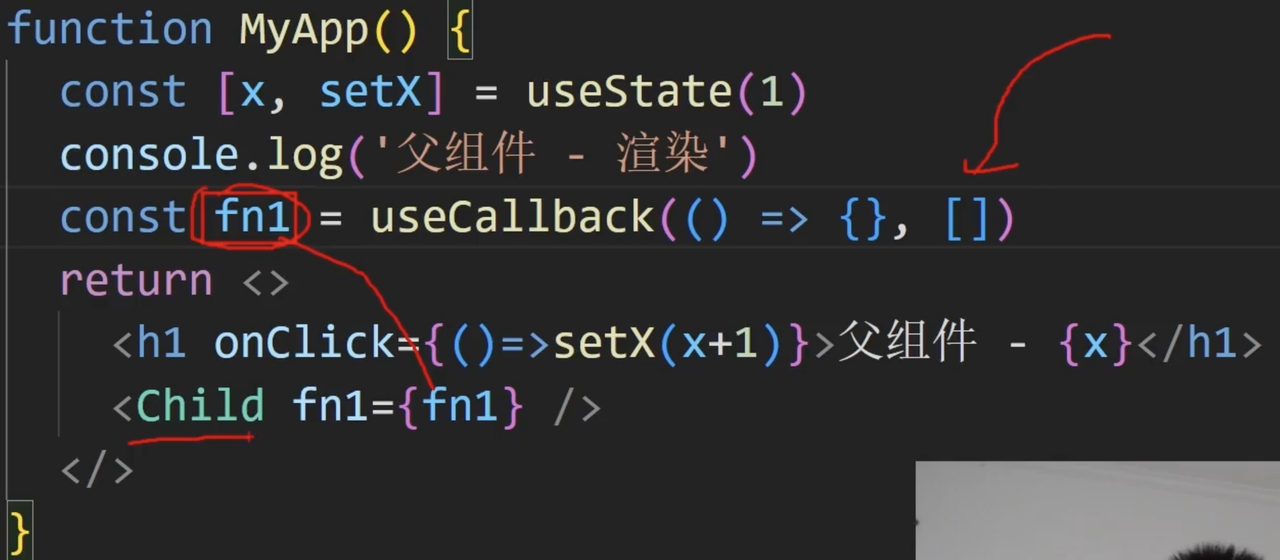 function MyApp() {
const [x, setX] = useState(1)
console.log('父组件 - 渲染')
const fn1 = useCallback(() => {}, [])
return <>
<h1 onClick={()=>setX(x+1)}>父组件 - {x}</h1>
<Child fn1={fn1} />
</>
}